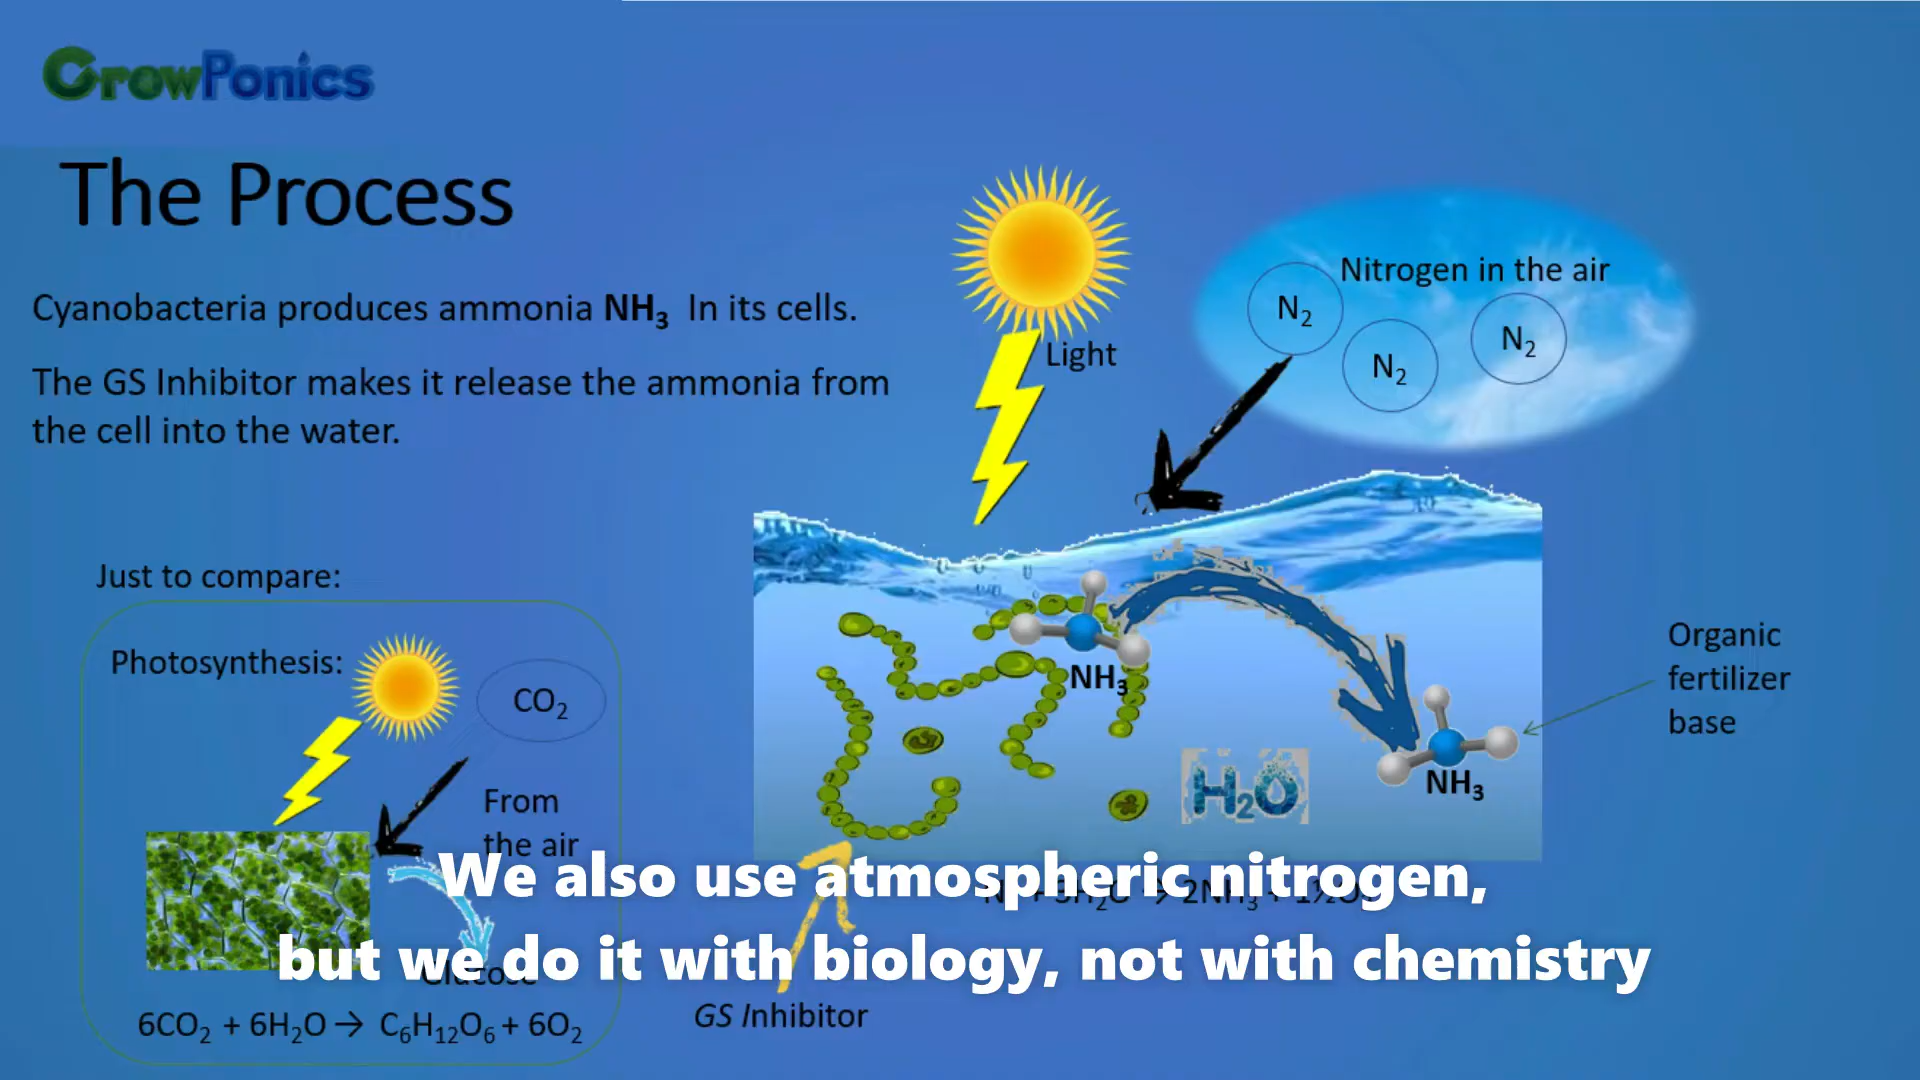 GrowPonics
The Process
Cyanobacteria produces ammonia NH₃ In its cells.
The GS Inhibitor makes it release the ammonia from
the cell into the water.
Light
Nitrogen in the air
N₂
N₂
N₂
Just to compare:
Photosynthesis:
CO₂
From
the air
Glucose
6CO₂ + 6H₂O → C₆H₁₂O₆ + 6O₂
NH₃
H₂O
NH₃
Organic
fertilizer
base
GS Inhibitor
We also use atmospheric nitrogen,
but we do it with biology, not with chemistry